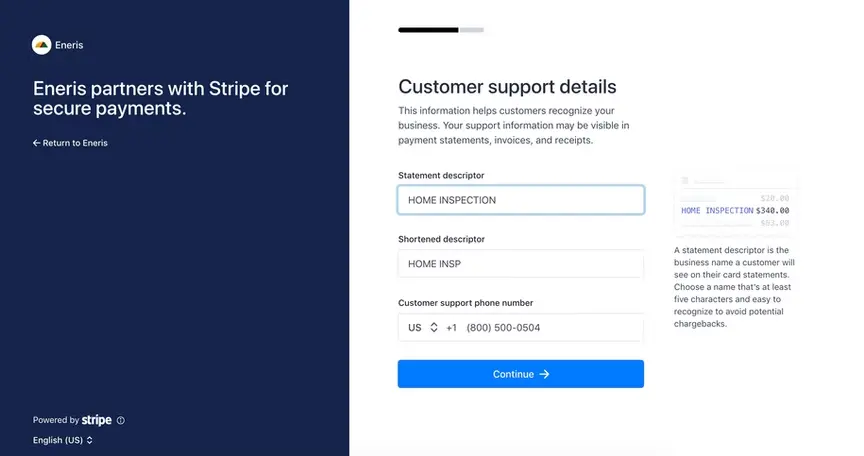 Eneris
Eneris partners with Stripe for
secure payments.
← Return to Eneris
Powered by stripe
English (US)
Customer support details
This information helps customers recognize your
business. Your support information may be visible in
payment statements, invoices, and receipts.
Statement descriptor
HOME INSPECTION
Shortened descriptor
HOME INSP
Customer support phone number
US +1 (800) 500-0504
Continue →
$20.00
HOME INSPECTION $340.00
A statement descriptor is the
business name a customer will
see on their card statements.
Choose a name that's at least
five characters and easy to
recognize to avoid potential
chargebacks.